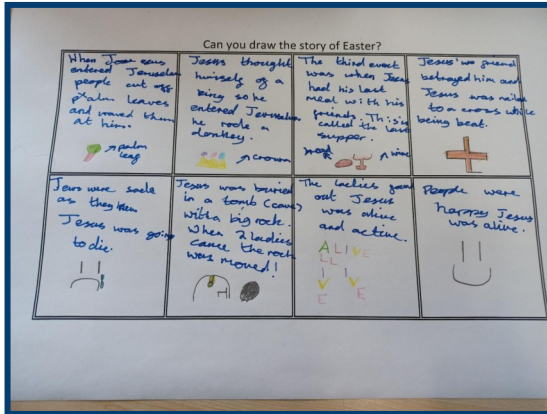 Can you draw the story of Easter?
When Jesus
entered Jerusalem
people cut off
palm leaves
and waved them
at him.
palm
leaf
Jesus thought
himself of a
King so he
entered Jerusalem
he rode a
donkey.
crown
The third event
was when Jesus
had his last
meal with his
friends. This is
called the last
supper.
bread
wine
Jesus' friend
betrayed him and
Jesus was nailed
to a cross while
being beat.
Jews were sade
as they
Jesus was going
to die.
Jesus was buried
in a tomb (cave)
with a big rock.
When 2 ladies
came the rock
was moved!
The ladies found
out Jesus
was alive
and active.
ALIVE
LL
I I
V V
E E
People were
happy Jesus
was alive.